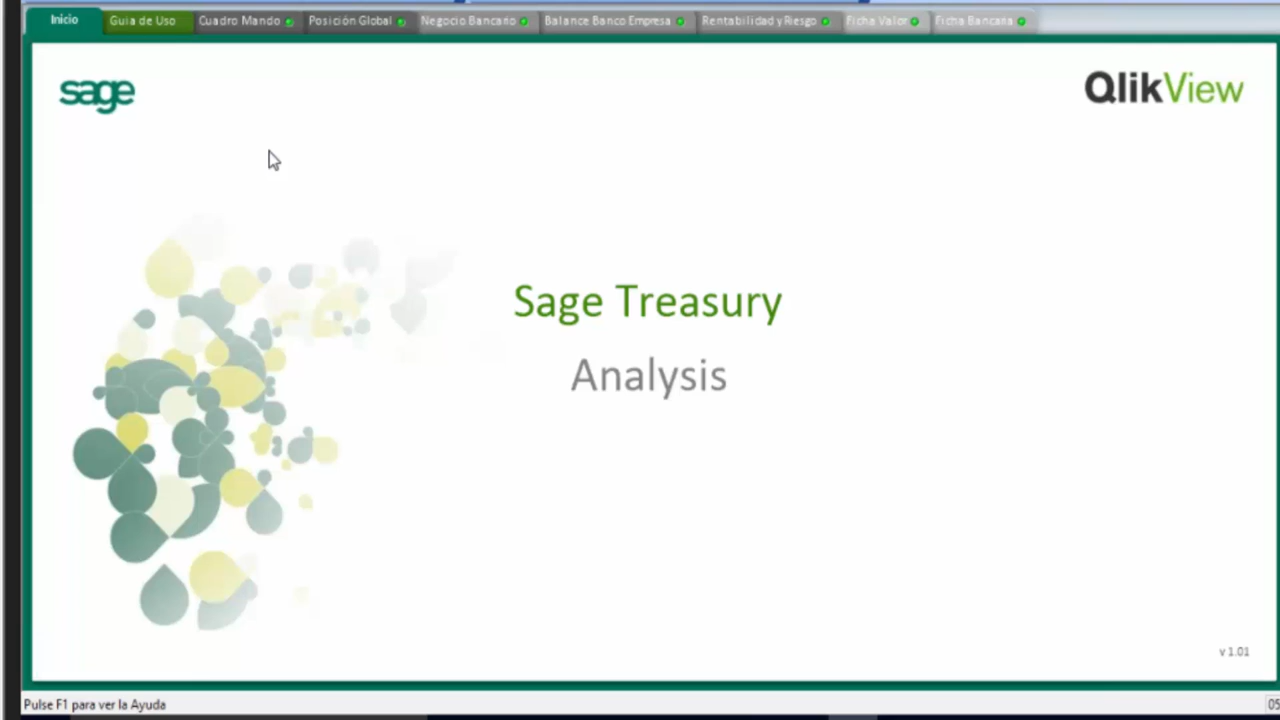 Inicio
Guia de Uso
Cuadro Mando
Posición Global
Negocio Bancario
Balance Banco Empresa
Rentabilidad y Riesgo
Ficha Valor
Ficha Bancaria
sage
QlikView
Sage Treasury
Analysis
v 1.01
Pulse F1 para ver la Ayuda
05